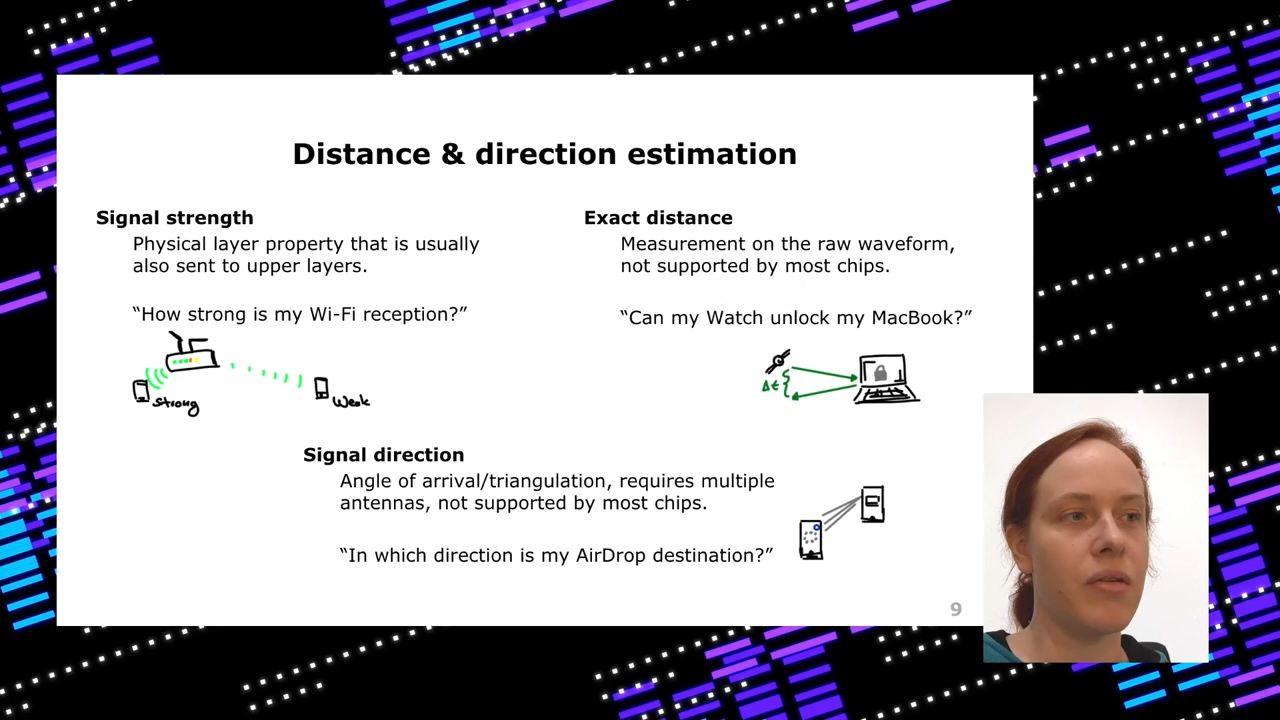 Distance & direction estimation
Signal strength
Physical layer property that is usually
also sent to upper layers.
“How strong is my Wi-Fi reception?”
Strong
Weak
Exact distance
Measurement on the raw waveform,
not supported by most chips.
“Can my Watch unlock my MacBook?”
Δt
Signal direction
Angle of arrival/triangulation, requires multiple
antennas, not supported by most chips.
“In which direction is my AirDrop destination?”
9